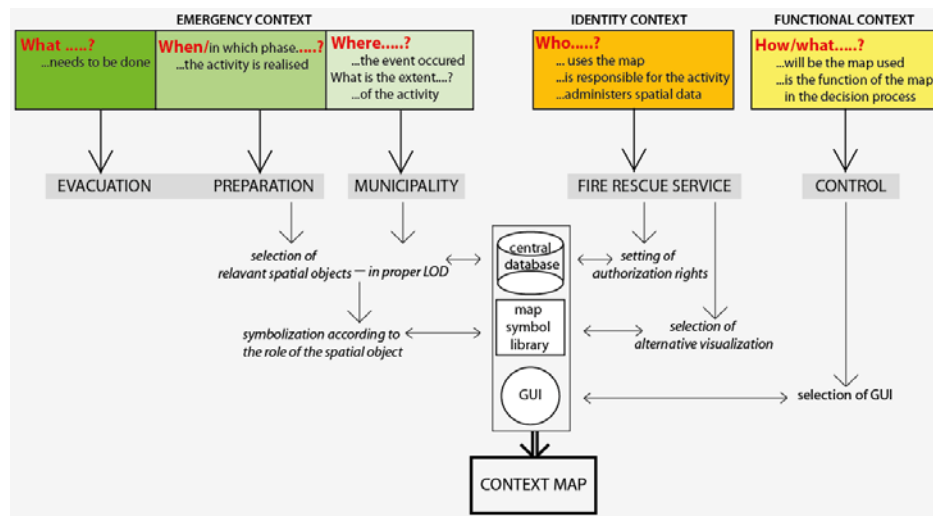 EMERGENCY CONTEXT
IDENTITY CONTEXT
FUNCTIONAL CONTEXT
What .....?
...needs to be done
When/in which phase.....?
...the activity is realised
Where.....?
...the event occured
What is the extent....?
...of the activity
Who.....?
... uses the map
...is responsible for the activity
...administers spatial data
How/what.....?
...will be the map used
...is the function of the map
in the decision process
EVACUATION
PREPARATION
MUNICIPALITY
FIRE RESCUE SERVICE
CONTROL
selection of
relavant spatial objects — in proper LOD
central
database
setting of
authorization rights
symbolization according to
the role of the spatial object
map
symbol
library
selection of
alternative visualization
GUI
selection of GUI
CONTEXT MAP